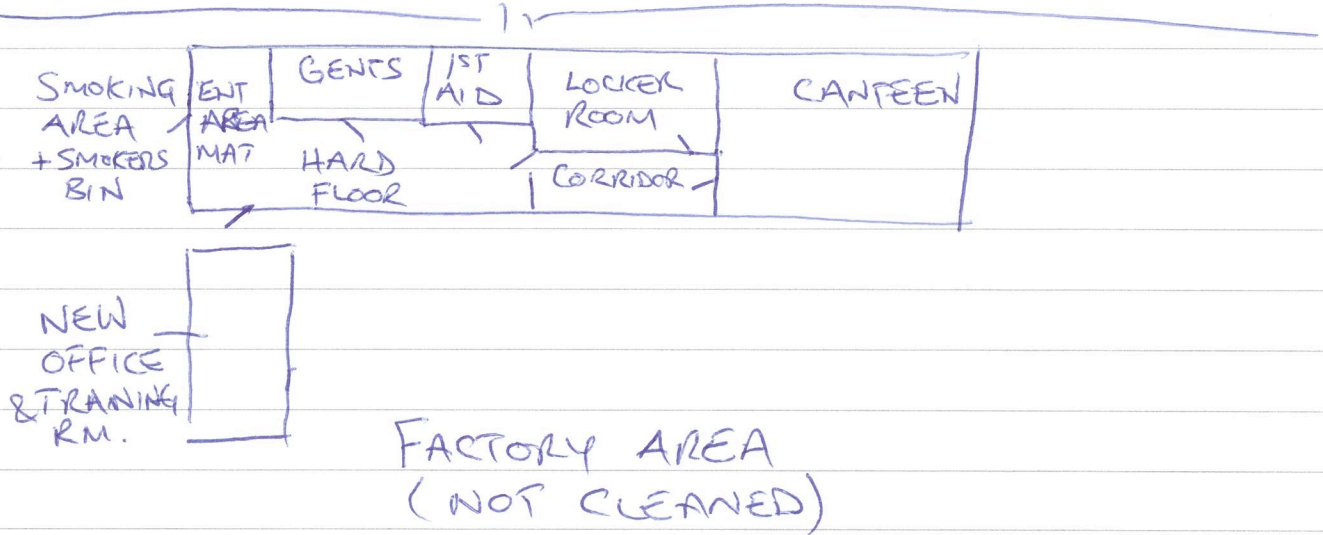 SMOKING
AREA
+ SMOKERS
BIN
ENT
AREA
MAT
GENTS
1ST
AID
LOCKER
ROOM
CANTEEN
HARD
FLOOR
CORRIDOR
NEW
OFFICE
& TRANING
RM.
FACTORY AREA
(NOT CLEANED)